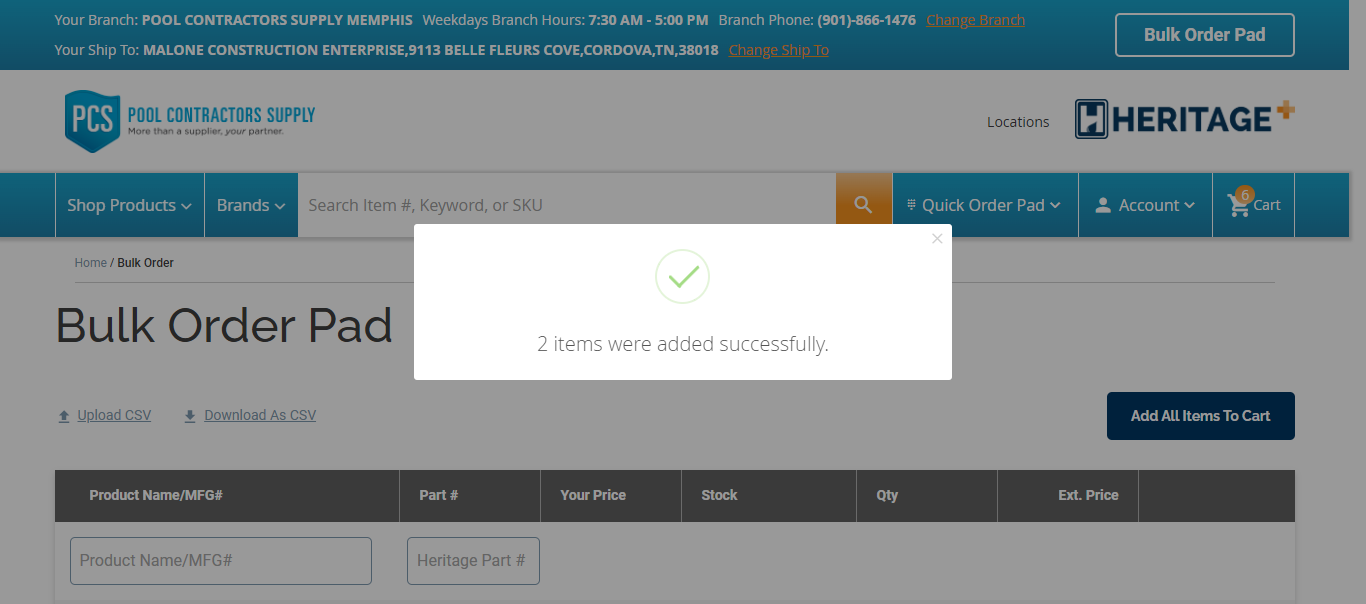 Your Branch: POOL CONTRACTORS SUPPLY MEMPHIS Weekdays Branch Hours: 7:30 AM - 5:00 PM Branch Phone: (901)-866-1476 Change Branch
Your Ship To: MALONE CONSTRUCTION ENTERPRISE,9113 BELLE FLEURS COVE,CORDOVA,TN,38018 Change Ship To
Bulk Order Pad
PCS POOL CONTRACTORS SUPPLY
More than a supplier, your partner.
Locations
H HERITAGE+
Shop Products
Brands
Search Item #, Keyword, or SKU
Quick Order Pad
Account
6
Cart
Home / Bulk Order
×
Bulk Order Pad
2 items were added successfully.
Upload CSV
Download As CSV
Add All Items To Cart
Product Name/MFG# Part # Your Price Stock Qty Ext. Price
Product Name/MFG# Heritage Part #